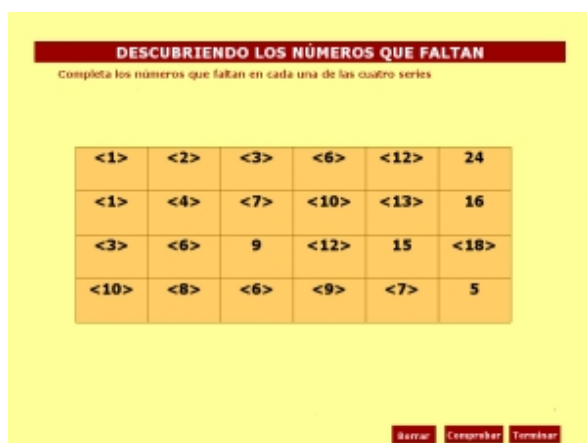 DESCUBRIENDO LOS NÚMEROS QUE FALTAN
Completa los números que faltan en cada una de las cuatro series
<1> <2> <3> <6> <12> 24
<1> <4> <7> <10> <13> 16
<3> <6> 9 <12> 15 <18>
<10> <8> <6> <9> <7> 5
Borrar Comprobar Terminar